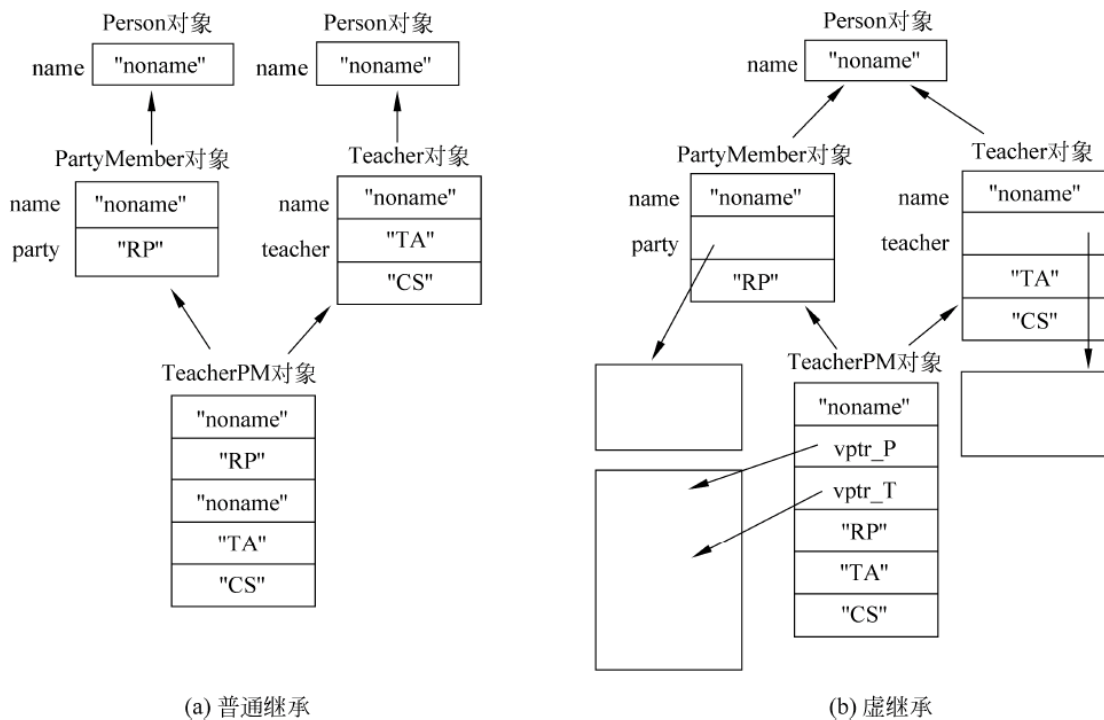 Person对象
name "noname"
Person对象
name "noname"
PartyMember对象
name "noname"
party "RP"
Teacher对象
name "noname"
teacher "TA"
"CS"
TeacherPM对象
"noname"
"RP"
"noname"
"TA"
"CS"
(a) 普通继承
Person对象
name "noname"
PartyMember对象
name "noname"
party
"RP"
Teacher对象
name "noname"
teacher
"TA"
"CS"
TeacherPM对象
"noname"
vptr_P
vptr_T
"RP"
"TA"
"CS"
(b) 虚继承